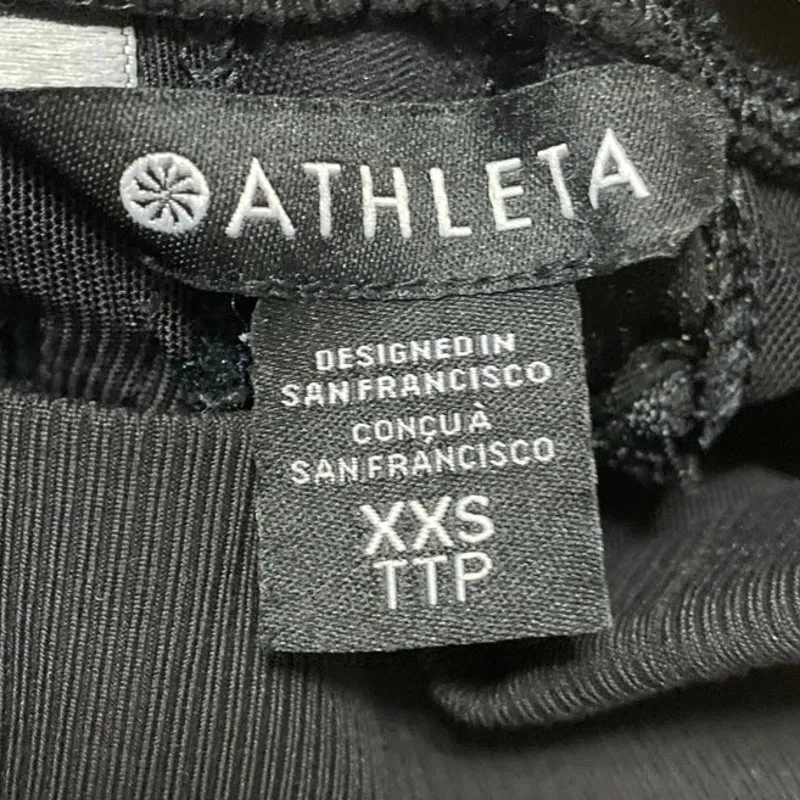 ATHLETA
DESIGNED IN
SAN FRANCISCO
CONÇU À
SAN FRANCISCO
XXS
TTP